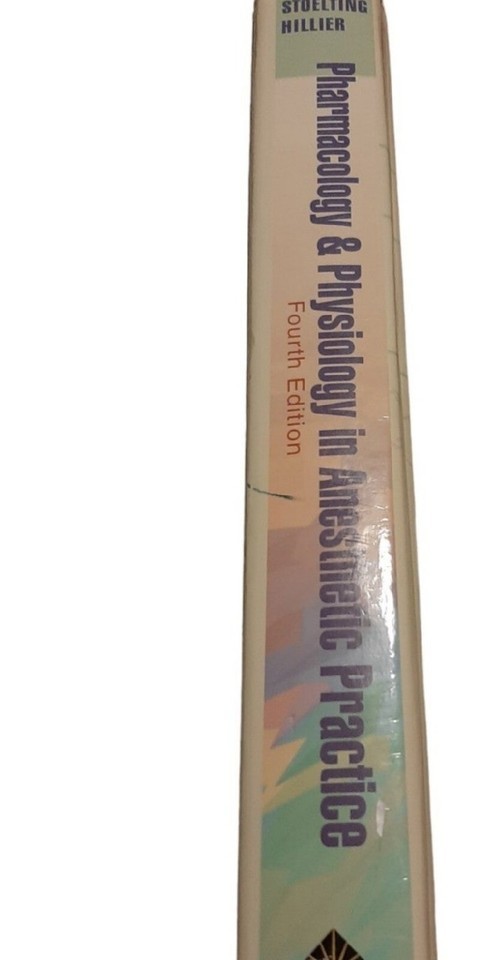 STOELTING
HILLIER
Pharmacology & Physiology in Anesthetic Practice
Fourth Edition